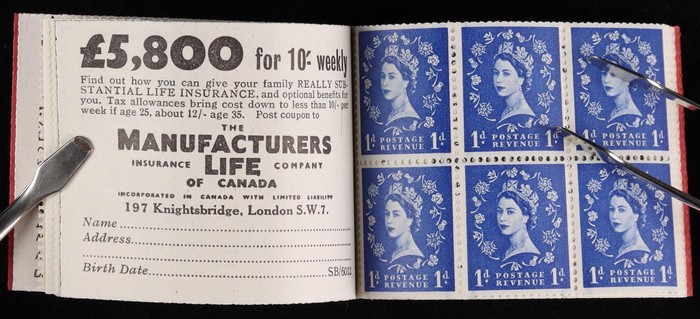 £5,800 for 10/- weekly
Find out how you can give your family REALLY SUB-
STANTIAL LIFE INSURANCE, and optional benefits for
you. Tax allowances bring cost down to less than 10/- per
week if age 25, about 12/- age 35. Post coupon to
THE
MANUFACTURERS
INSURANCE LIFE COMPANY
OF CANADA
INCORPORATED IN CANADA WITH LIMITED LIABILITY
197 Knightsbridge, London S.W.7.
Name
Address
Birth Date
SB/6012
1d POSTAGE REVENUE 1d
1d POSTAGE REVENUE 1d
1d POSTAGE REVENUE 1d
1d POSTAGE REVENUE 1d
1d POSTAGE REVENUE 1d
1d POSTAGE REVENUE 1d